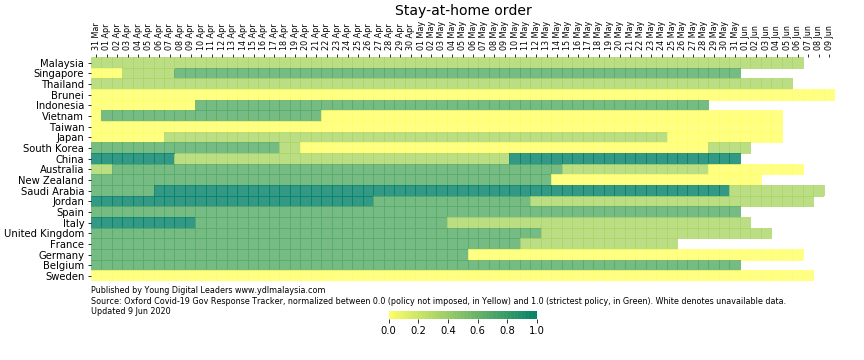 Stay-at-home order
31 Mar
01 Apr
02 Apr
03 Apr
04 Apr
05 Apr
06 Apr
07 Apr
08 Apr
09 Apr
10 Apr
11 Apr
12 Apr
13 Apr
14 Apr
15 Apr
16 Apr
17 Apr
18 Apr
19 Apr
20 Apr
21 Apr
22 Apr
23 Apr
24 Apr
25 Apr
26 Apr
27 Apr
28 Apr
29 Apr
30 Apr
01 May
02 May
03 May
04 May
05 May
06 May
07 May
08 May
09 May
10 May
11 May
12 May
13 May
14 May
15 May
16 May
17 May
18 May
19 May
20 May
21 May
22 May
23 May
24 May
25 May
26 May
27 May
28 May
29 May
30 May
31 May
01 Jun
02 Jun
03 Jun
04 Jun
05 Jun
06 Jun
07 Jun
08 Jun
09 Jun
Malaysia
Singapore
Thailand
Brunei
Indonesia
Vietnam
Taiwan
Japan
South Korea
China
Australia
New Zealand
Saudi Arabia
Jordan
Spain
Italy
United Kingdom
France
Germany
Belgium
Sweden
Published by Young Digital Leaders www.ydlmalaysia.com
Source: Oxford Covid-19 Gov Response Tracker, normalized between 0.0 (policy not imposed, in Yellow) and 1.0 (strictest policy, in Green). White denotes unavailable data.
Updated 9 Jun 2020
0.0 0.2 0.4 0.6 0.8 1.0